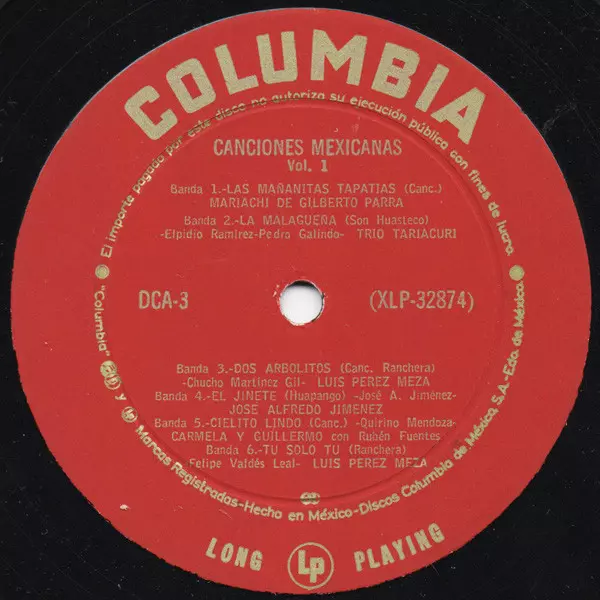 COLUMBIA
El importe pagado por este disco no autoriza su ejecución pública con fines de lucro.
CANCIONES MEXICANAS
Vol. 1
Banda 1.-LAS MAÑANITAS TAPATIAS (Canc.)
MARIACHI DE GILBERTO PARRA
Banda 2.-LA MALAGUEÑA (Son Huasteco)
-Elpidio Ramirez-Pedro Galindo- TRIO TARIACURI
DCA-3
(XLP-32874)
Banda 3.-DOS ARBOLITOS (Canc. Ranchera)
-Chucho Martínez Gil- LUIS PEREZ MEZA
Banda 4.-EL JINETE (Huapango) -José A. Jiménez-
JOSE ALFREDO JIMENEZ
Banda 5.-CIELITO LINDO (Canc.) -Quirino Mendoza-
CARMELA Y GUILLERMO con Rubén Fuentes
Banda 6.-TU SOLO TU (Ranchera)
Felipe Valdés Leal- LUIS PEREZ MEZA
"Columbia" y Lp Marcas Registradas-Hecho en México-Discos Columbia de México, S.A.-Edo. de México.
LONG Lp PLAYING